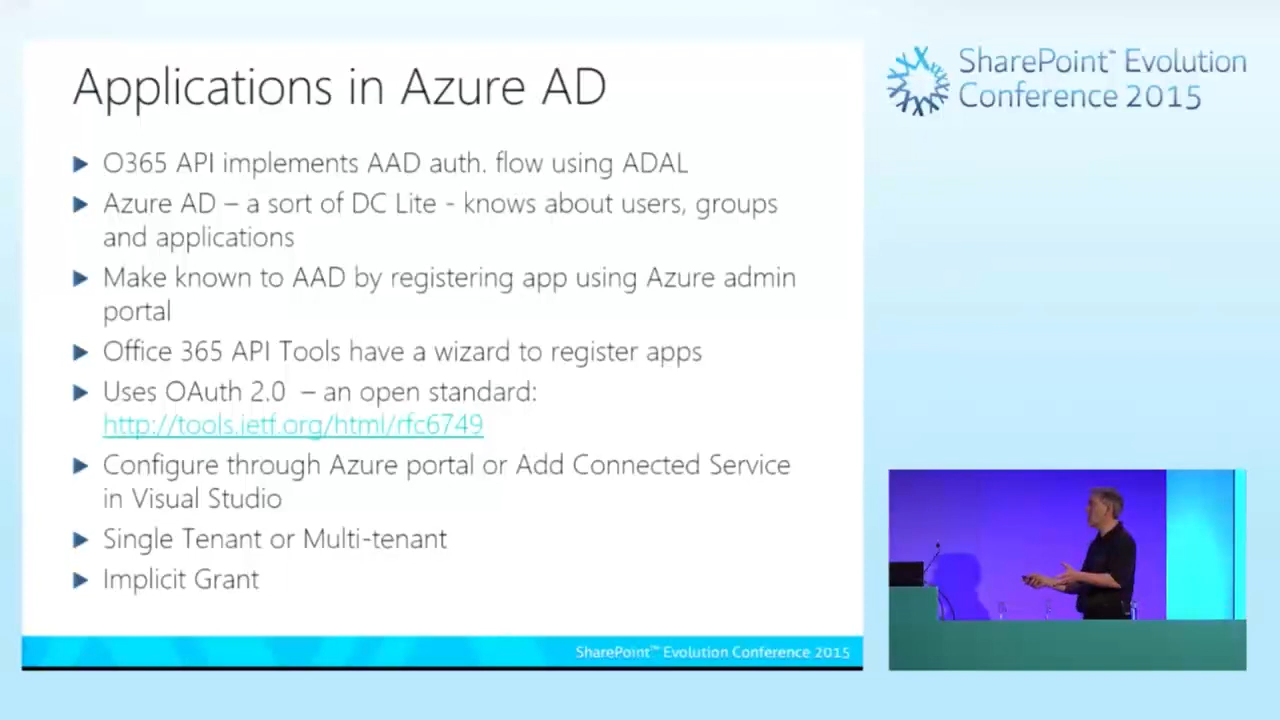 Applications in Azure AD
O365 API implements AAD auth. flow using ADAL
Azure AD – a sort of DC Lite - knows about users, groups
and applications
Make known to AAD by registering app using Azure admin
portal
Office 365 API Tools have a wizard to register apps
Uses OAuth 2.0 – an open standard:
http://tools.ietf.org/html/rfc6749
Configure through Azure portal or Add Connected Service
in Visual Studio
Single Tenant or Multi-tenant
Implicit Grant
SharePoint™ Evolution Conference 2015
SharePoint™ Evolution
Conference 2015